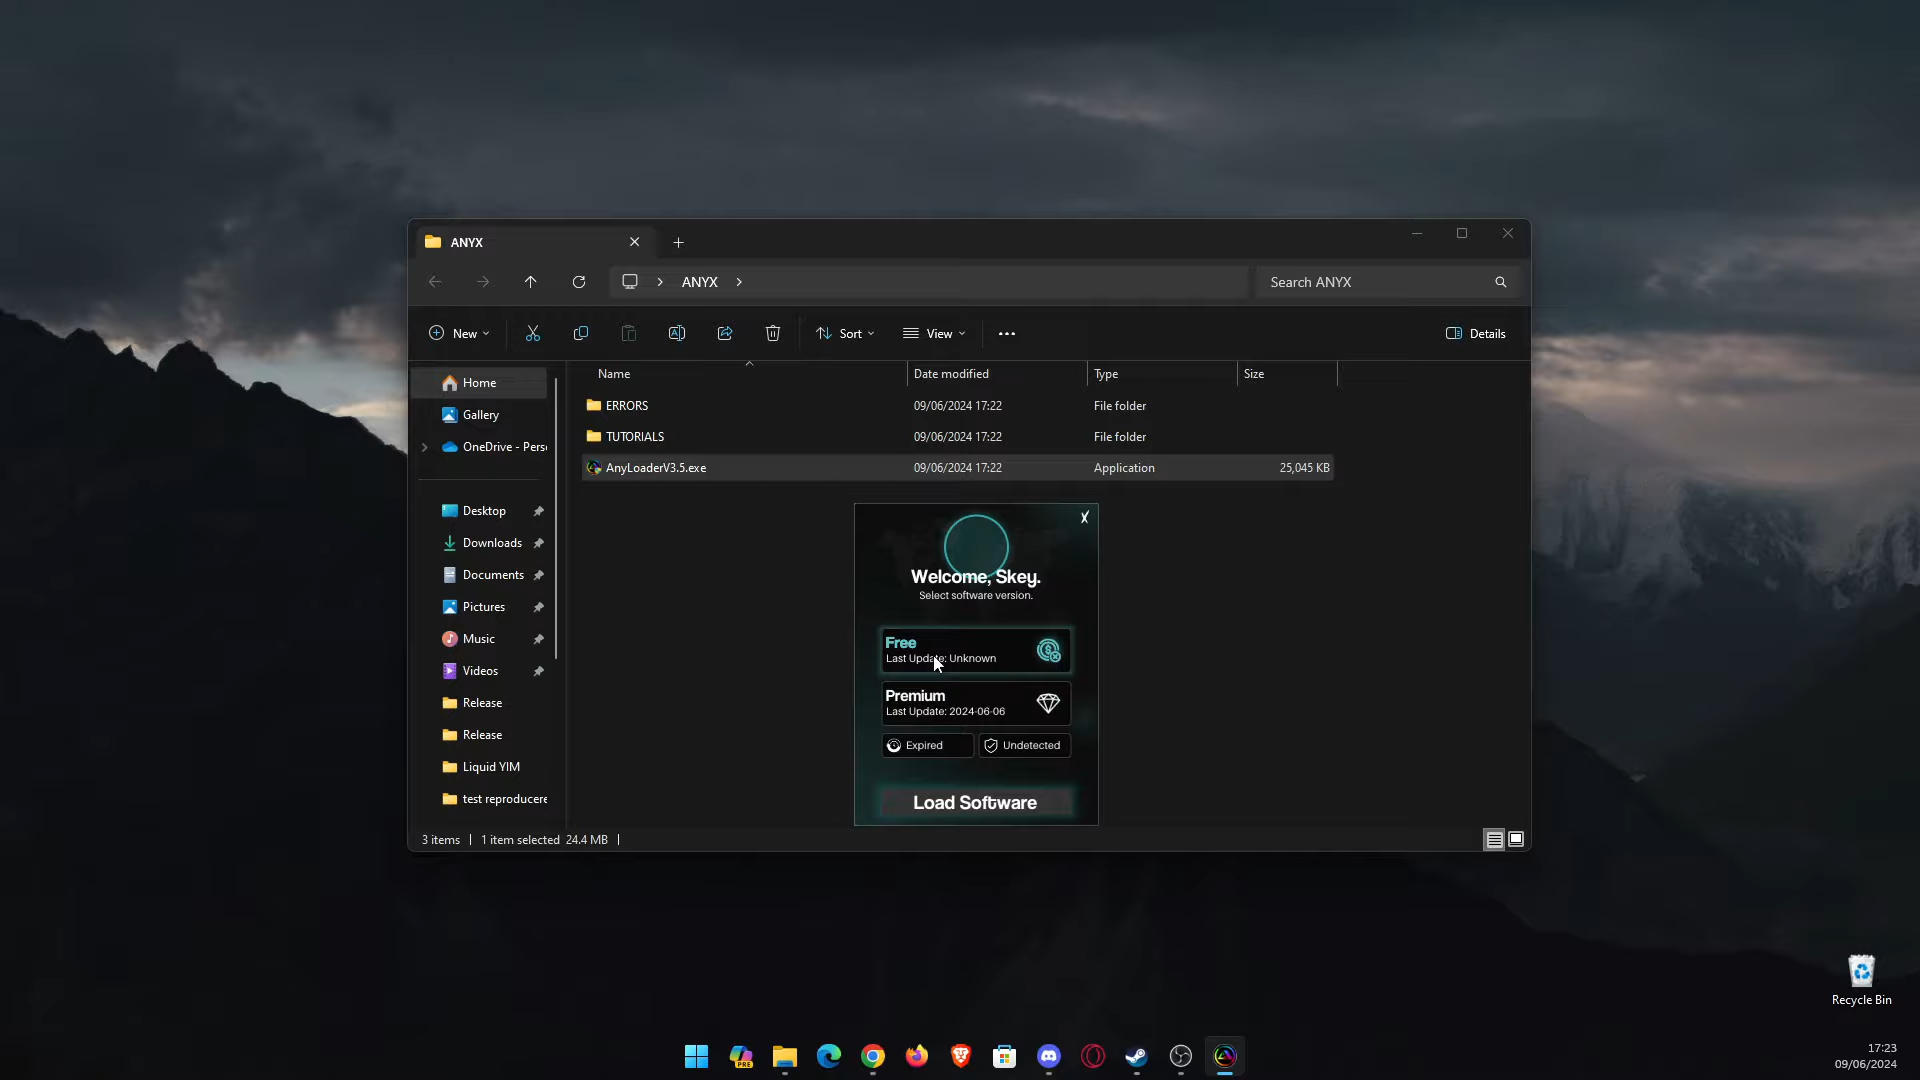 ANYX
ANYX
Search ANYX
New
Sort
View
Details
Name
Date modified
Type
Size
Home
Gallery
OneDrive - Pers
Desktop
Downloads
Documents
Pictures
Music
Videos
Release
Release
Liquid YIM
test reproducere
ERRORS
09/06/2024 17:22
File folder
TUTORIALS
09/06/2024 17:22
File folder
AnyLoaderV3.5.exe
09/06/2024 17:22
Application
25,045 KB
Welcome, Skey.
Select software version.
Free
Last Update: Unknown
Premium
Last Update: 2024-06-06
Expired
Undetected
Load Software
3 items
1 item selected 24.4 MB
Recycle Bin
PRE
17:23
09/06/2024